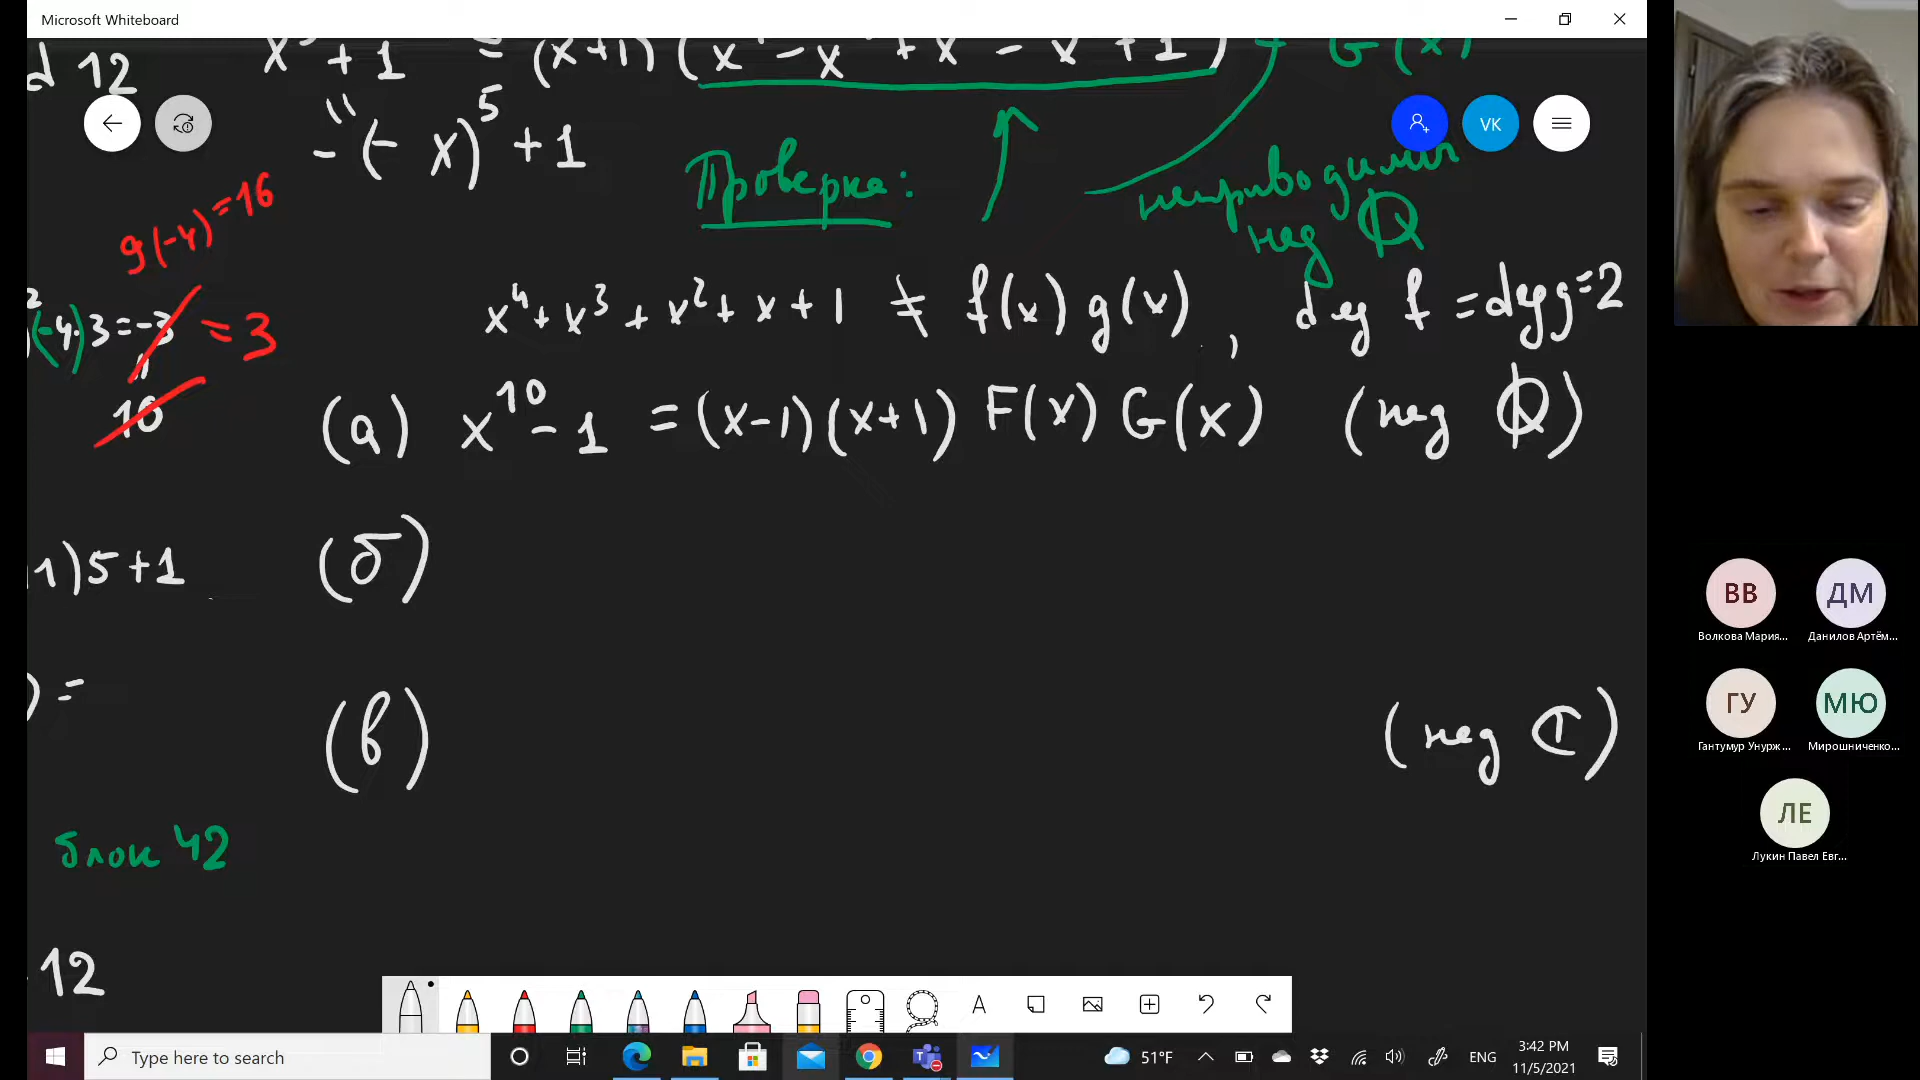 Microsoft Whiteboard
d 12
+ 1 = (x+1)(x - x + x - x + 1)
G(x)
"
- (- x)⁵ + 1
Проверка:
неприводимы
над ℚ
VK
g(-4)=16
x⁴ + x³ + x² + x + 1 ≠ f(x) g(x), deg f = deg g = 2
(-4)·3=-3 = 3
10
(а) x¹⁰ - 1 = (x-1)(x+1) F(x) G(x) (над ℚ)
(б)
1)5+1
) =
(в) (над ℂ)
блок 42
12
ВВ
Волкова Мария...
ДМ
Данилов Артём...
ГУ
Гантумур Унурж...
МЮ
Мирошниченко...
ЛЕ
Лукин Павел Евг...
Type here to search
51°F
ENG
3:42 PM
11/5/2021